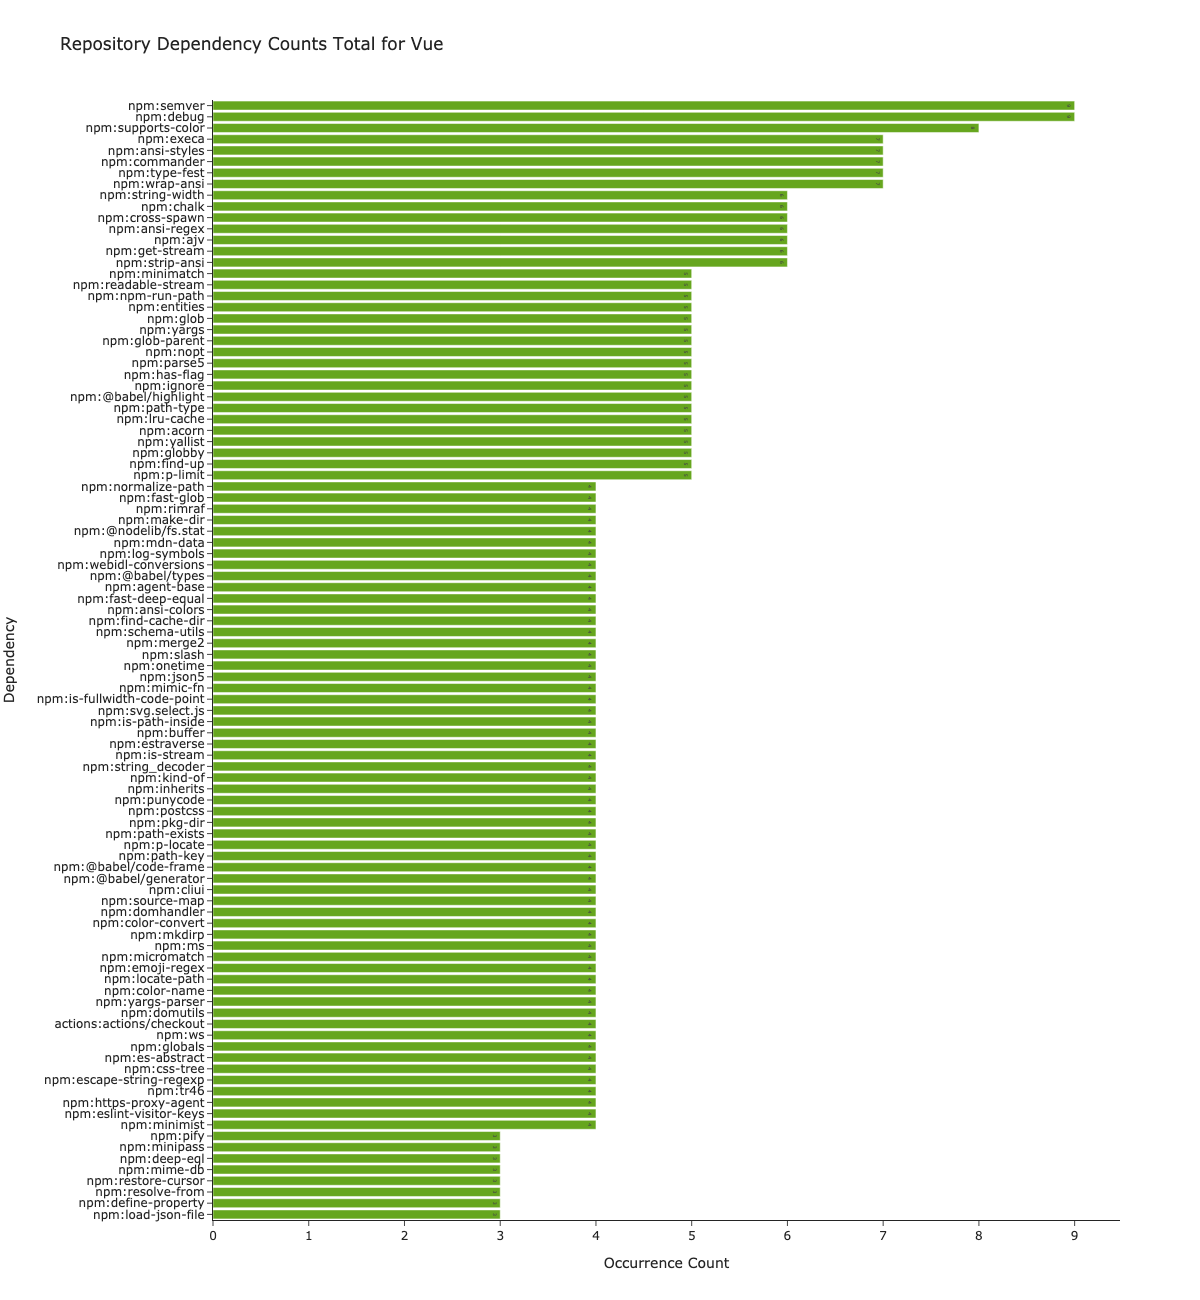 Repository Dependency Counts Total for Vue
npm:semver
npm:debug
npm:supports-color
npm:execa
npm:ansi-styles
npm:commander
npm:type-fest
npm:wrap-ansi
npm:string-width
npm:chalk
npm:cross-spawn
npm:ansi-regex
npm:ajv
npm:get-stream
npm:strip-ansi
npm:minimatch
npm:readable-stream
npm:npm-run-path
npm:entities
npm:glob
npm:yargs
npm:glob-parent
npm:nopt
npm:parse5
npm:has-flag
npm:ignore
npm:@babel/highlight
npm:path-type
npm:lru-cache
npm:acorn
npm:yallist
npm:globby
npm:find-up
npm:p-limit
npm:normalize-path
npm:fast-glob
npm:rimraf
npm:make-dir
npm:@nodelib/fs.stat
npm:mdn-data
npm:log-symbols
npm:webidl-conversions
npm:@babel/types
npm:agent-base
npm:fast-deep-equal
npm:ansi-colors
npm:find-cache-dir
npm:schema-utils
npm:merge2
npm:slash
npm:onetime
npm:json5
npm:mimic-fn
npm:is-fullwidth-code-point
npm:svg.select.js
npm:is-path-inside
npm:buffer
npm:estraverse
npm:is-stream
npm:string_decoder
npm:kind-of
npm:inherits
npm:punycode
npm:postcss
npm:pkg-dir
npm:path-exists
npm:p-locate
npm:path-key
npm:@babel/code-frame
npm:@babel/generator
npm:cliui
npm:source-map
npm:domhandler
npm:color-convert
npm:mkdirp
npm:ms
npm:micromatch
npm:emoji-regex
npm:locate-path
npm:color-name
npm:yargs-parser
npm:domutils
actions:actions/checkout
npm:ws
npm:globals
npm:es-abstract
npm:css-tree
npm:escape-string-regexp
npm:tr46
npm:https-proxy-agent
npm:eslint-visitor-keys
npm:minimist
npm:pify
npm:minipass
npm:deep-eql
npm:mime-db
npm:restore-cursor
npm:resolve-from
npm:define-property
npm:load-json-file
Dependency
0 1 2 3 4 5 6 7 8 9
Occurrence Count